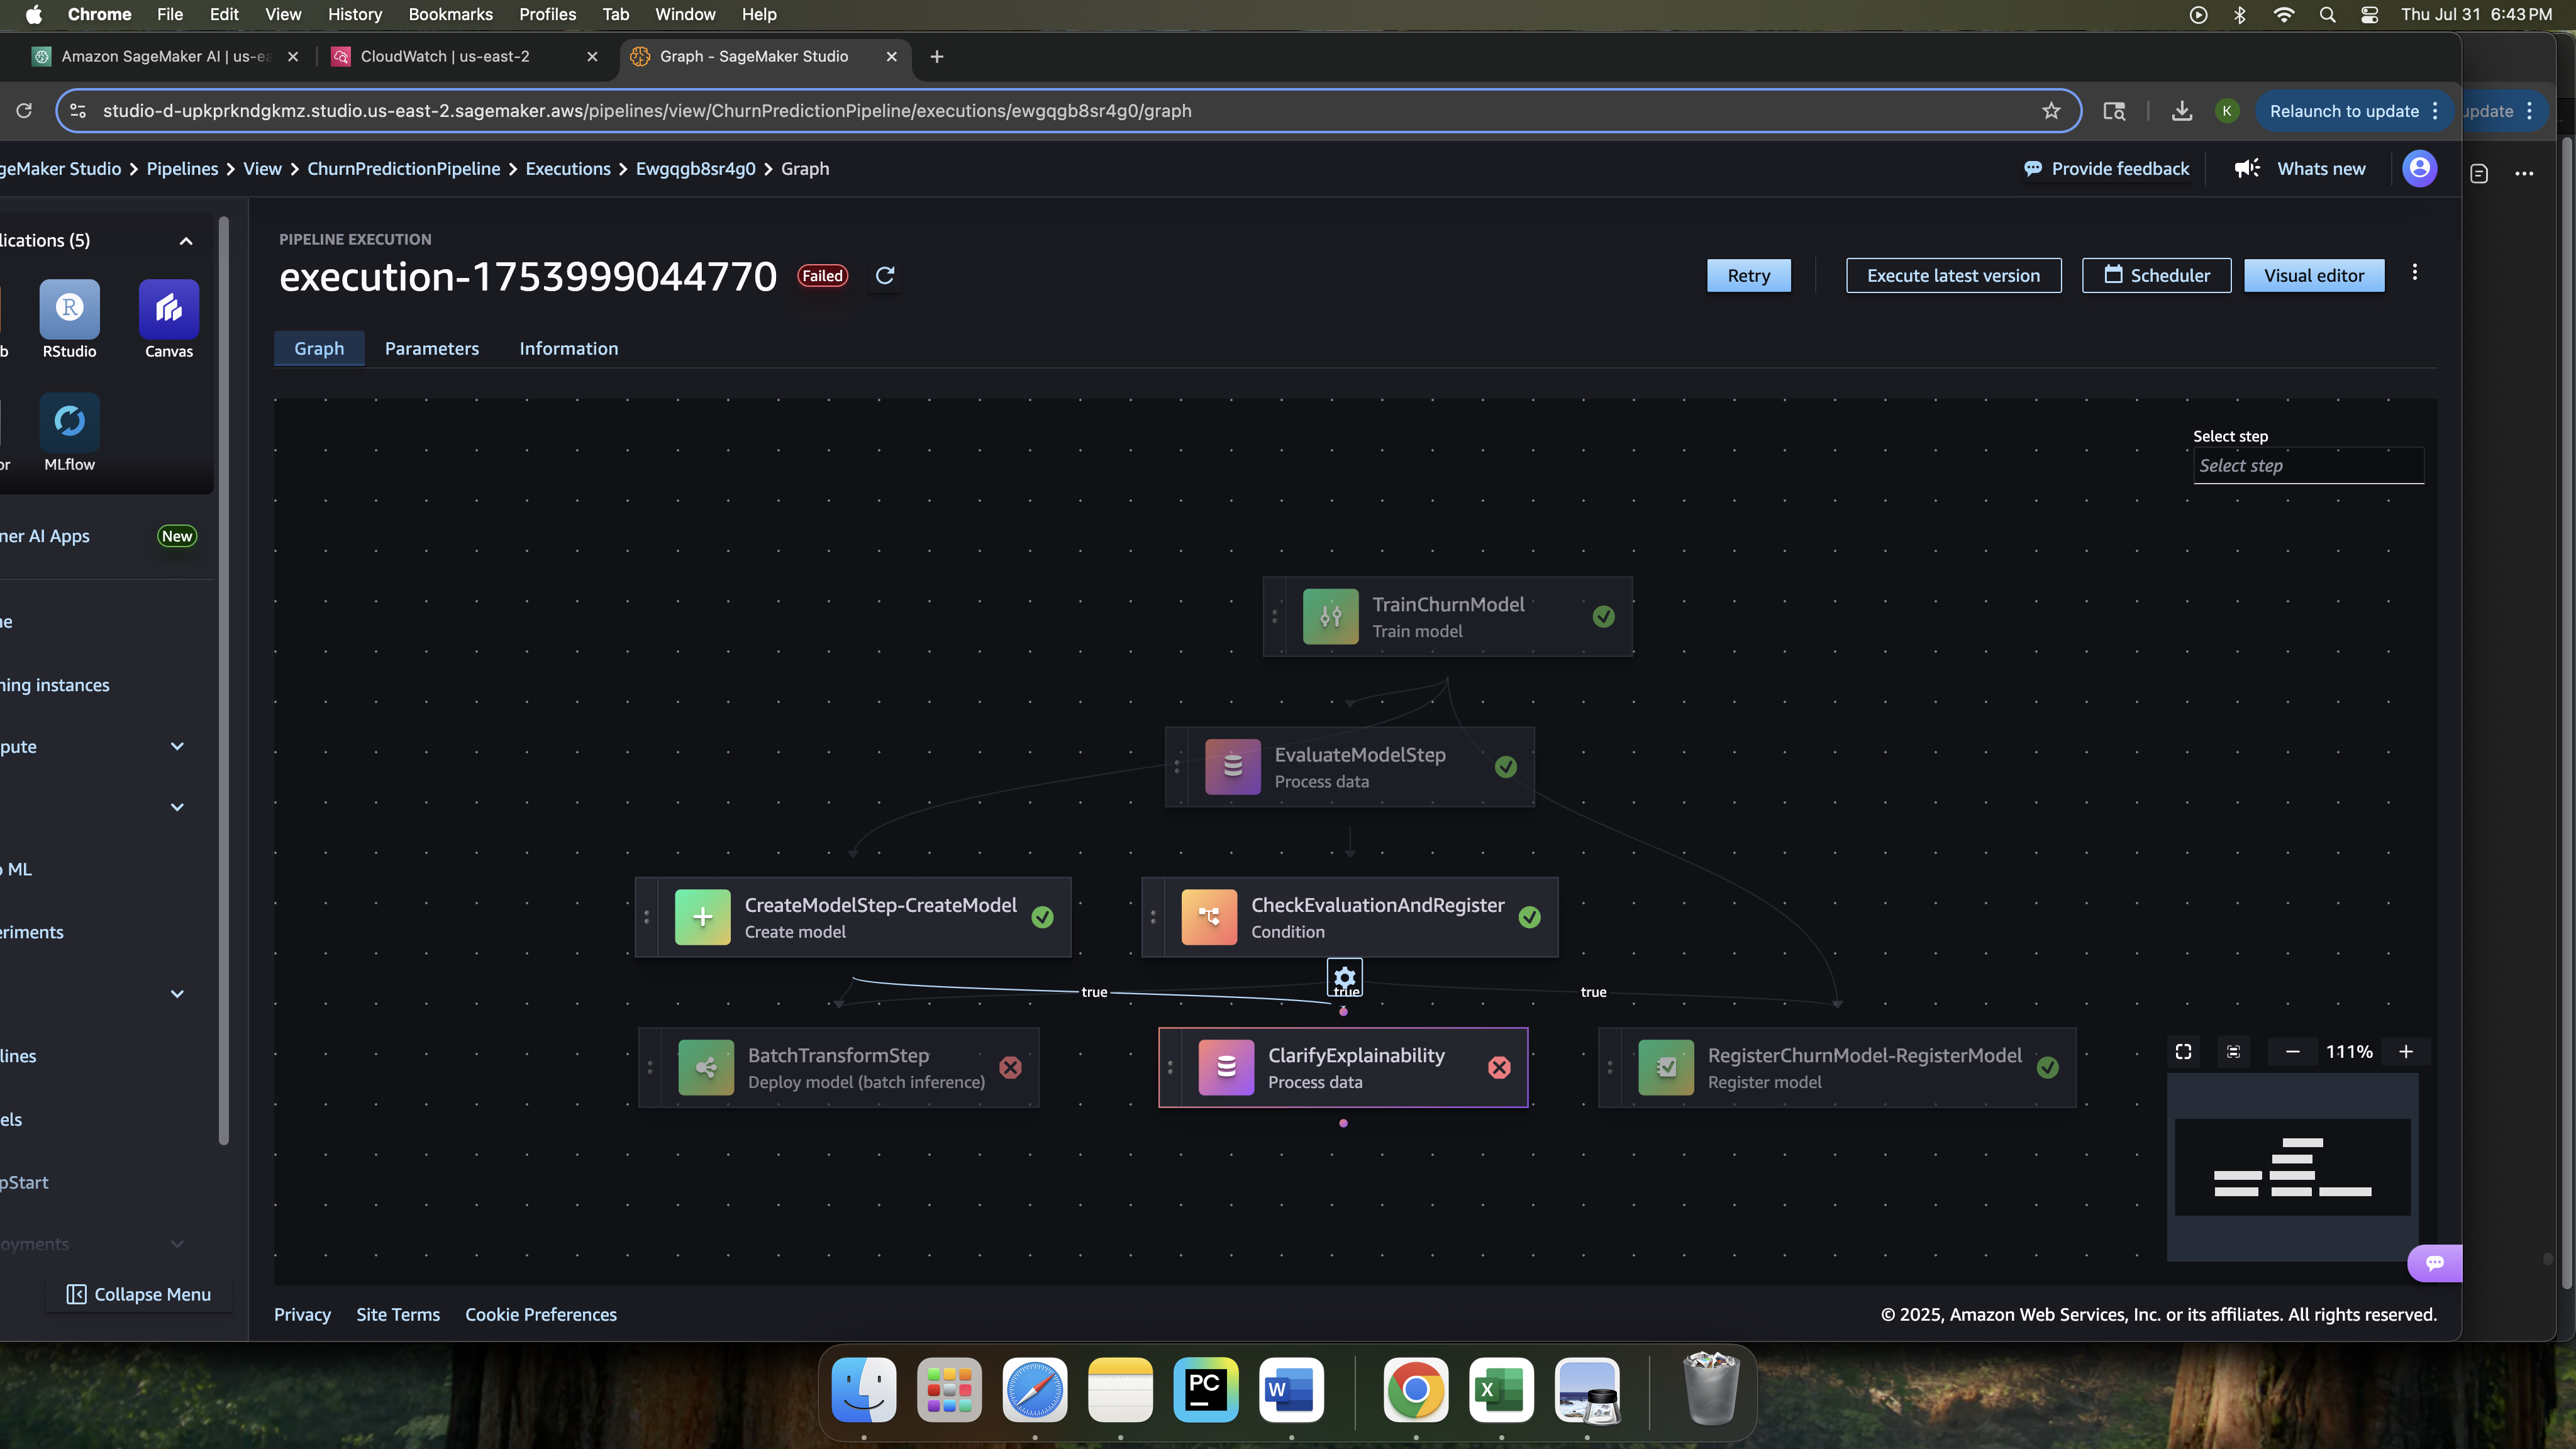 Chrome File Edit View History Bookmarks Profiles Tab Window Help
Thu Jul 31 6:43 PM
Amazon SageMaker AI | us-ea
CloudWatch | us-east-2
Graph - SageMaker Studio
studio-d-upkprkndgkmz.studio.us-east-2.sagemaker.aws/pipelines/view/ChurnPredictionPipeline/executions/ewgqgb8sr4g0/graph
K
Relaunch to update
update
geMaker Studio > Pipelines > View > ChurnPredictionPipeline > Executions > Ewgqgb8sr4g0 > Graph
Provide feedback
Whats new
lications (5)
b
RStudio
Canvas
or
MLflow
ner AI Apps
New
ne
ning instances
pute
o ML
eriments
lines
els
pStart
oyments
Collapse Menu
PIPELINE EXECUTION
execution-1753999044770
Failed
Retry
Execute latest version
Scheduler
Visual editor
Graph
Parameters
Information
Select step
Select step
TrainChurnModel
Train model
EvaluateModelStep
Process data
CreateModelStep-CreateModel
Create model
CheckEvaluationAndRegister
Condition
true
true
true
BatchTransformStep
Deploy model (batch inference)
ClarifyExplainability
Process data
RegisterChurnModel-RegisterModel
Register model
111%
Privacy
Site Terms
Cookie Preferences
© 2025, Amazon Web Services, Inc. or its affiliates. All rights reserved.
PC
W
X